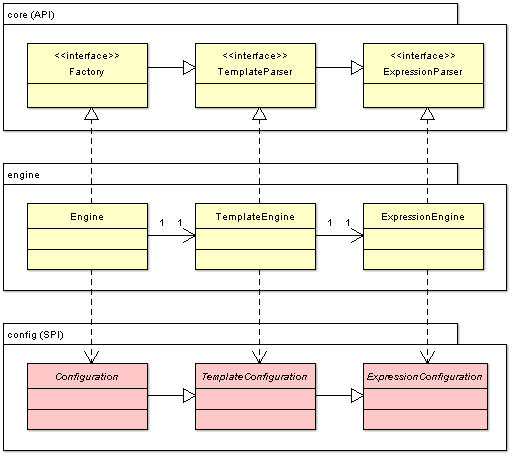 core (API)
<<interface>> <<interface>> <<interface>>
Factory TemplateParser ExpressionParser
engine
Engine TemplateEngine ExpressionEngine
1 1 1 1
config (SPI)
Configuration TemplateConfiguration ExpressionConfiguration